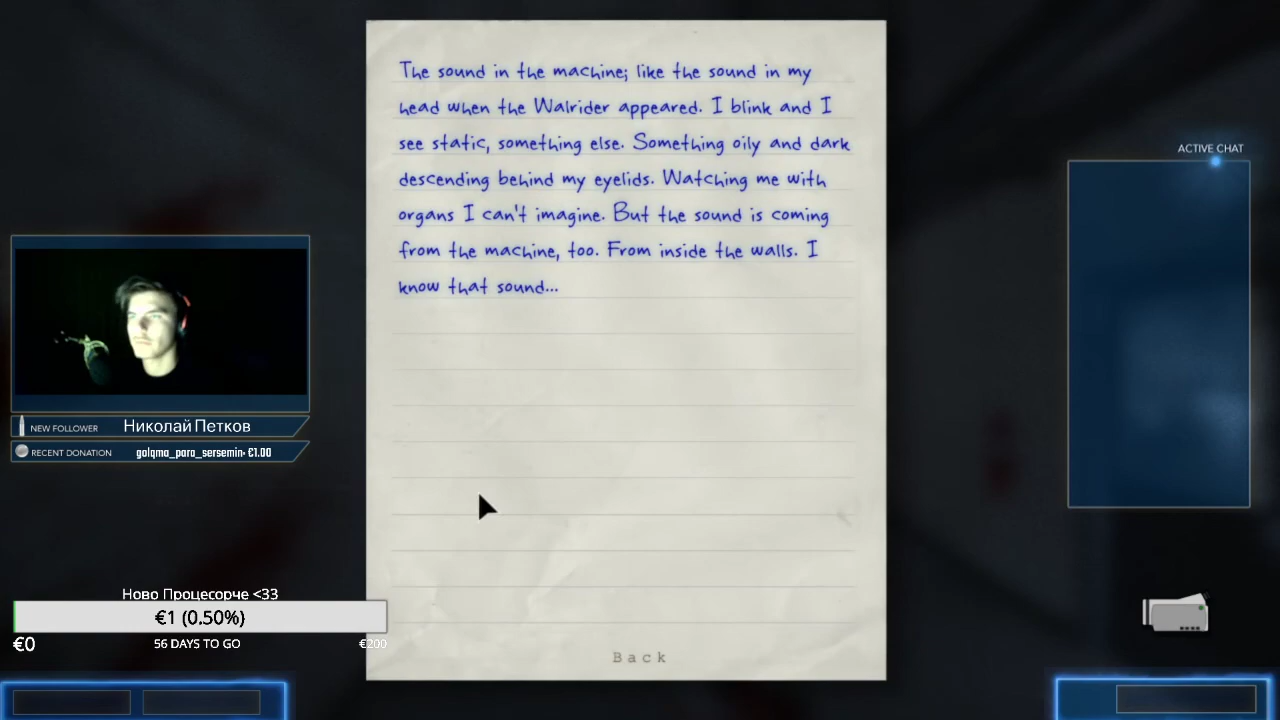 The sound in the machine; like the sound in my
head when the Walrider appeared. I blink and I
see static, something else. Something oily and dark
descending behind my eyelids. Watching me with
organs I can't imagine. But the sound is coming
from the machine, too. From inside the walls. I
know that sound...
Back
ACTIVE CHAT
NEW FOLLOWER Николай Петков
RECENT DONATION galqma_para_sersemin• €1.00
Ново Процесорче <33
€1 (0.50%)
€0 56 DAYS TO GO €200